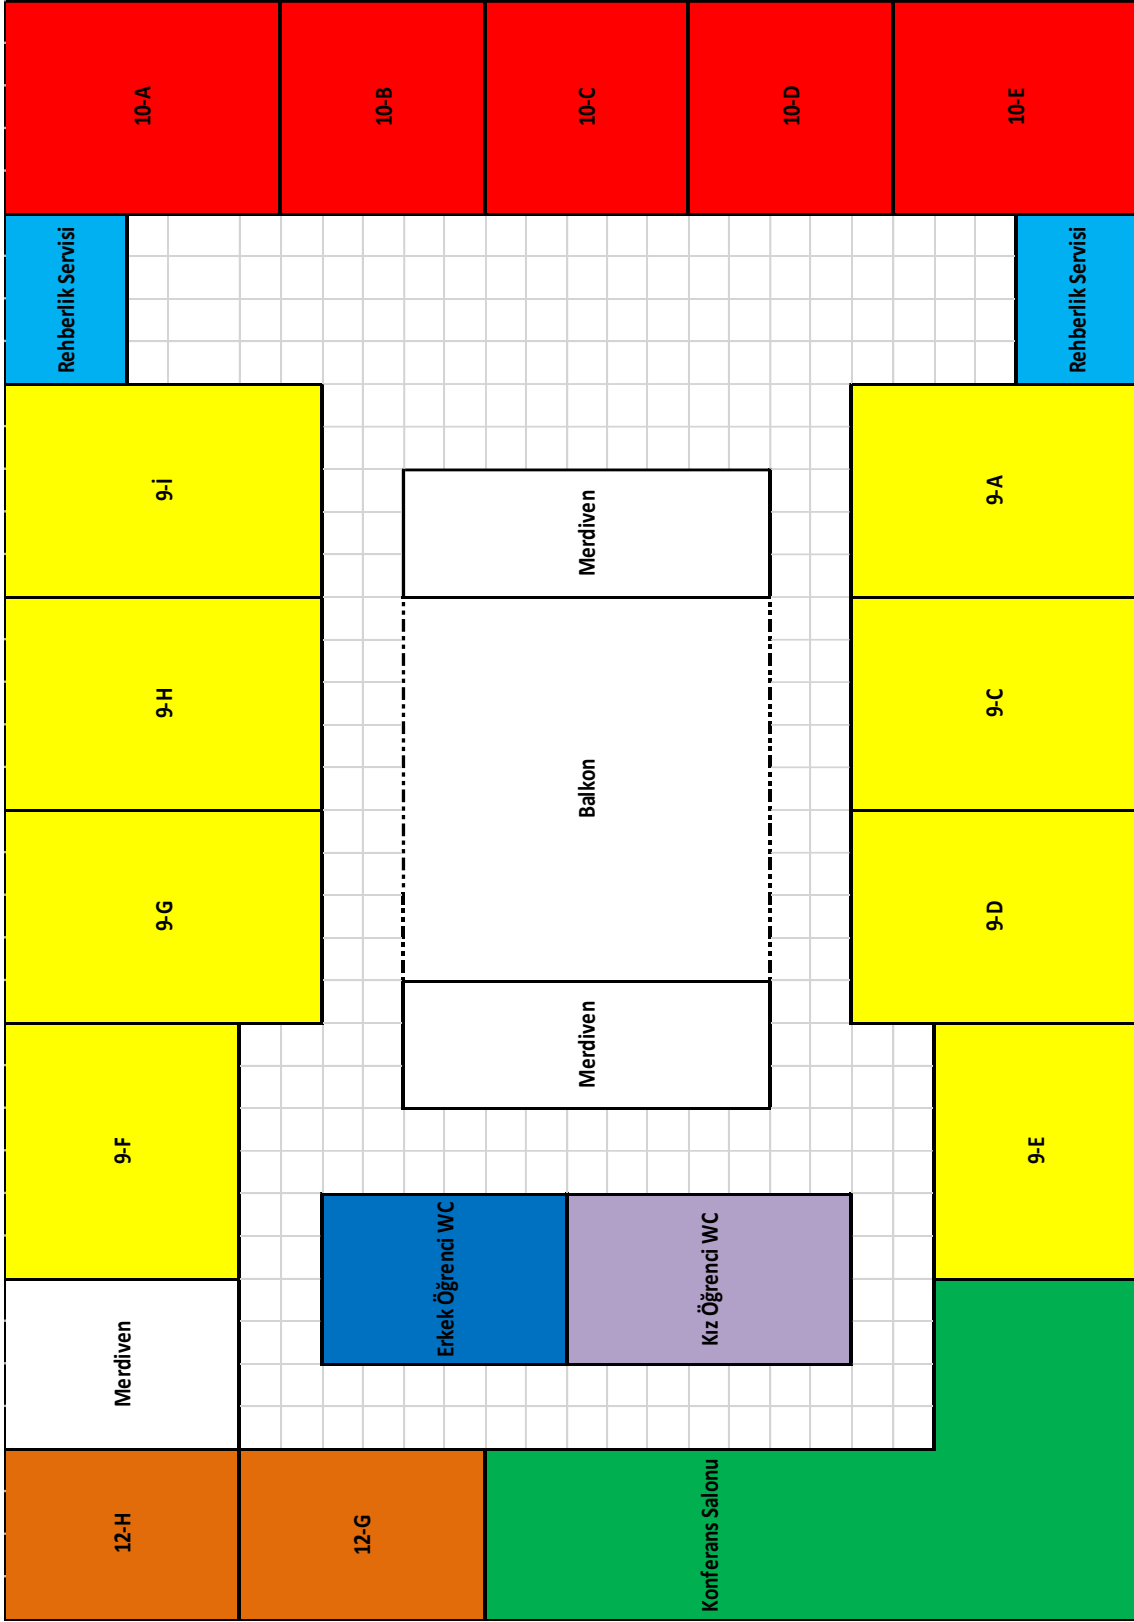 10-A
10-B
10-C
10-D
10-E
Rehberlik Servisi
Rehberlik Servisi
9-İ
Merdiven
9-A
9-H
9-C
Balkon
9-G
9-D
Merdiven
9-F
9-E
Erkek Öğrenci WC
Kız Öğrenci WC
Merdiven
12-H
12-G
Konferans Salonu